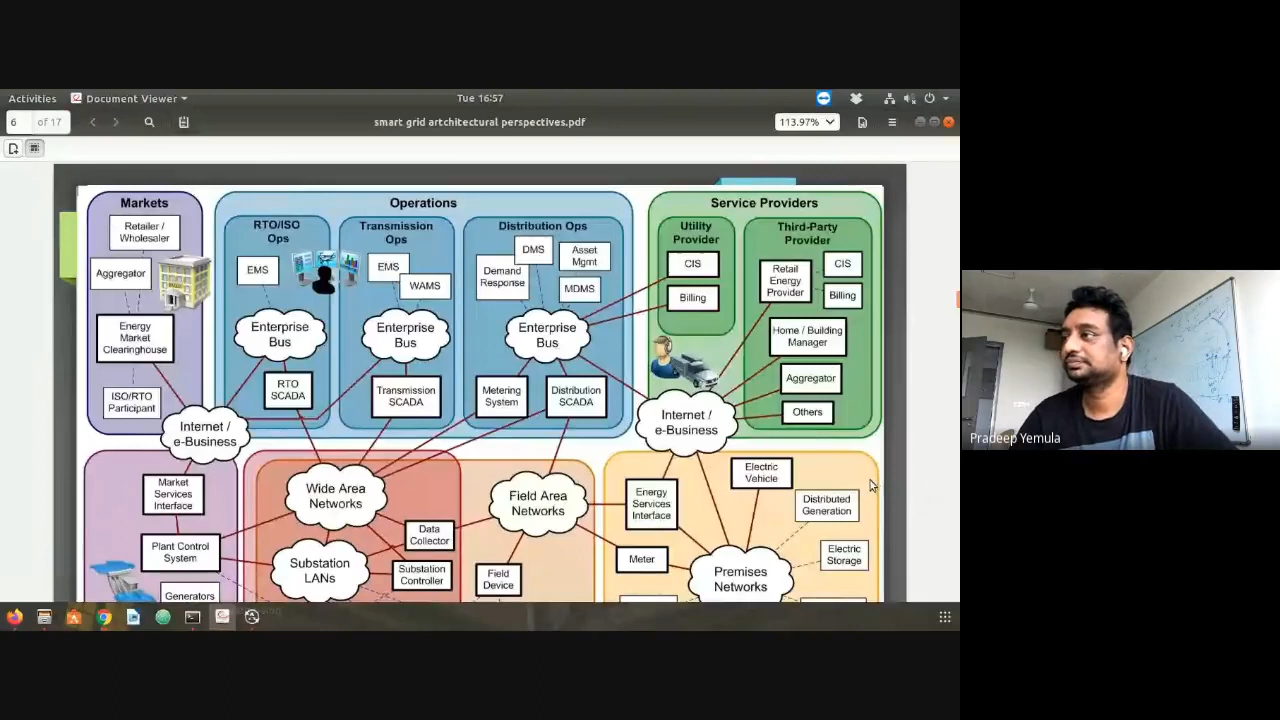 Activities
Document Viewer
Tue 16:57
6
of 17
smart grid artchitectural perspectives.pdf
113.97%
Markets
Retailer /
Wholesaler
Aggregator
Energy
Market
Clearinghouse
ISO/RTO
Participant
Operations
RTO/ISO
Ops
EMS
Enterprise
Bus
RTO
SCADA
Transmission
Ops
EMS
WAMS
Enterprise
Bus
Transmission
SCADA
Distribution Ops
DMS
Demand
Response
Asset
Mgmt
MDMS
Enterprise
Bus
Metering
System
Distribution
SCADA
Service Providers
Utility
Provider
CIS
Billing
Third-Party
Provider
Retail
Energy
Provider
CIS
Billing
Home / Building
Manager
Aggregator
Others
Internet /
e-Business
Internet /
e-Business
Market
Services
Interface
Plant Control
System
Generators
Wide Area
Networks
Substation
LANs
Data
Collector
Substation
Controller
Field Area
Networks
Field
Device
Energy
Services
Interface
Meter
Electric
Vehicle
Distributed
Generation
Electric
Storage
Premises
Networks
Pradeep Yemula